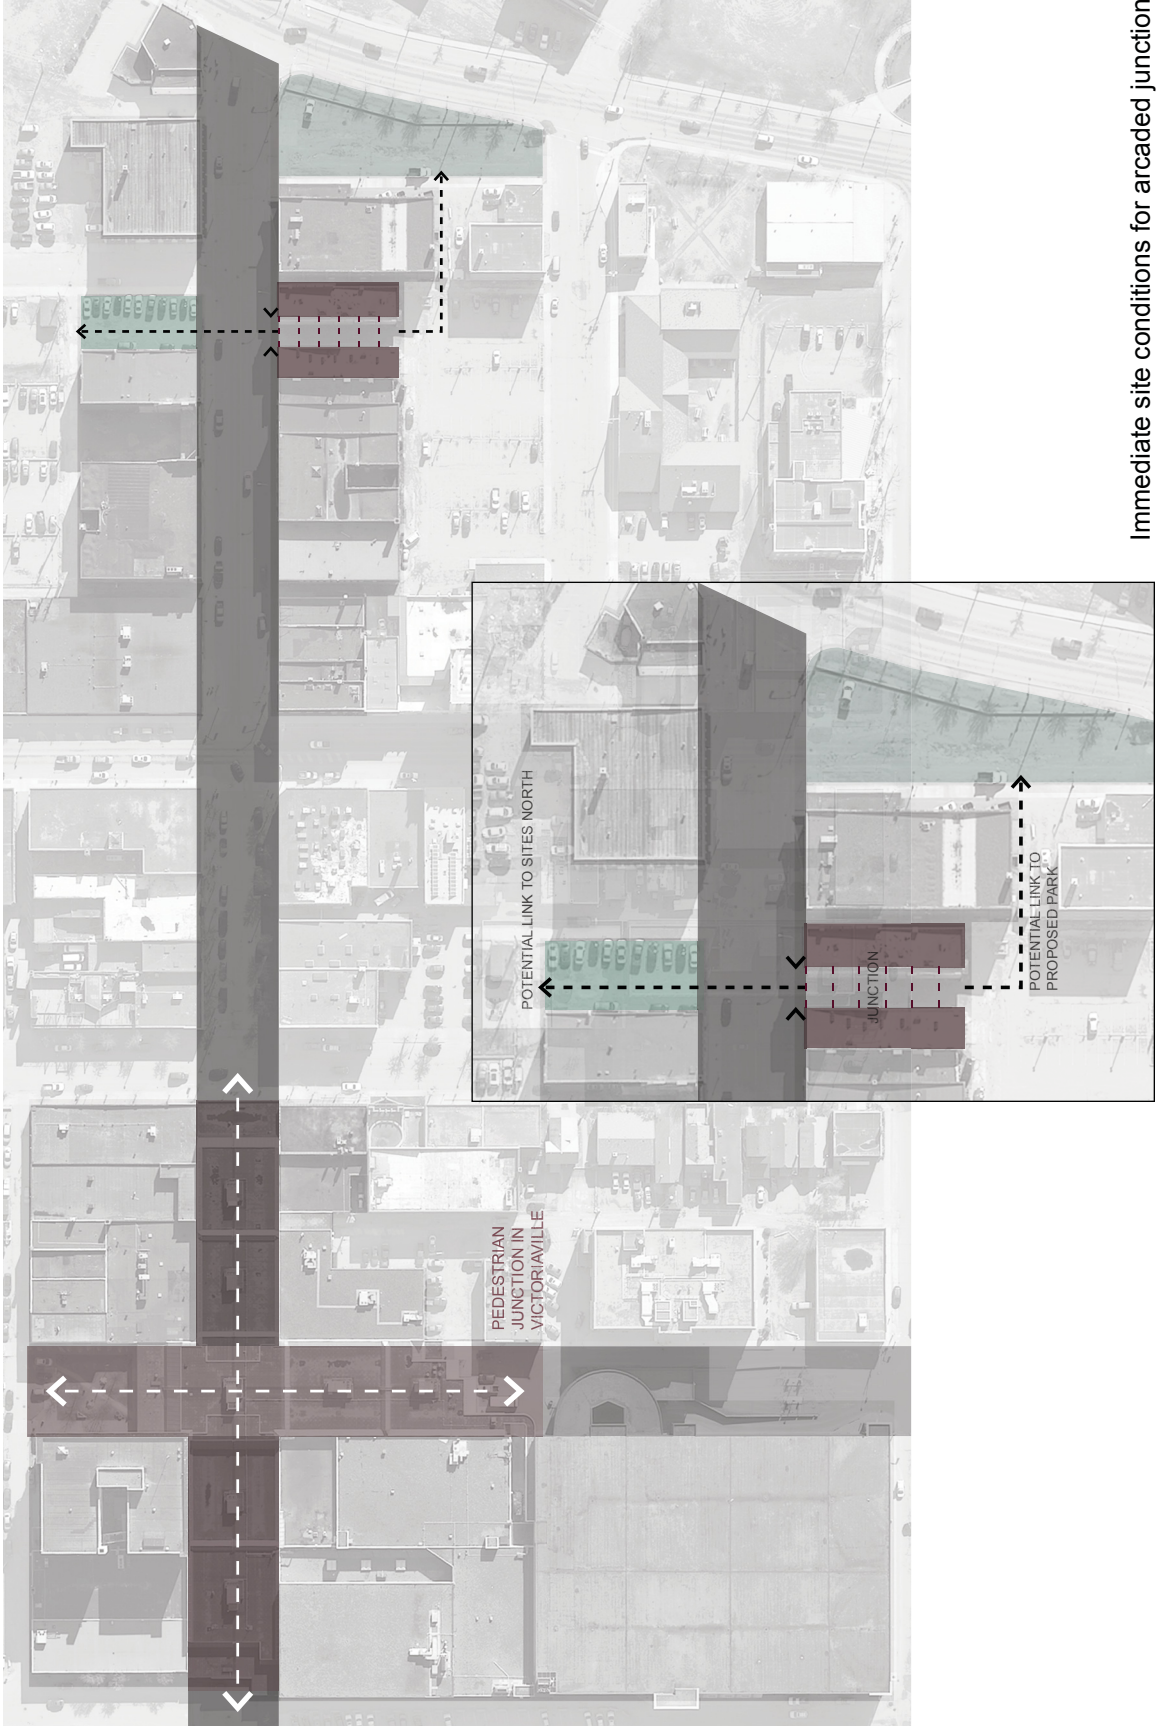 Immediate site conditions for arcaded junction
POTENTIAL LINK TO SITES NORTH
JUNCTION
POTENTIAL LINK TO
PROPOSED PARK
PEDESTRIAN
JUNCTION IN
VICTORIAVILLE